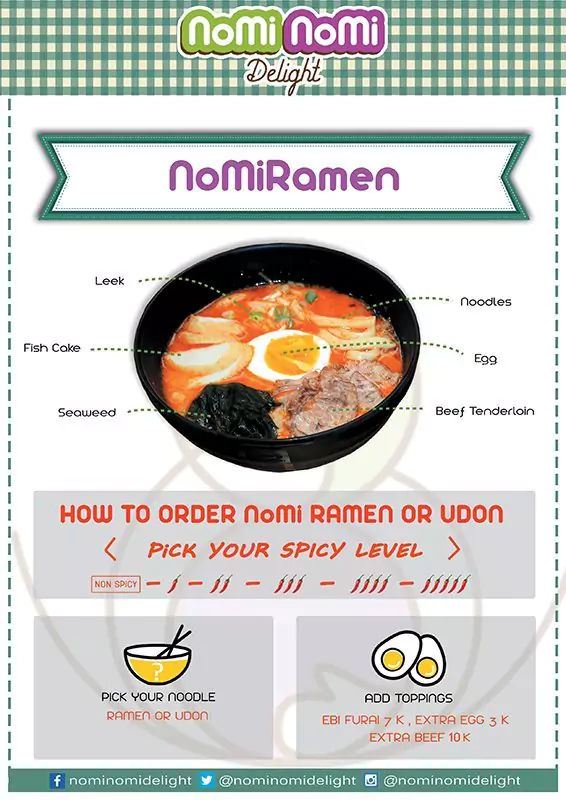 NoMi NoMi
Delight
NoMiRamen
Leek
Noodles
Fish Cake
Egg
Seaweed
Beef Tenderloin
HOW TO ORDER NoMi RAMEN OR UDON
PiCK YOUR SPICY LEVEL
NON SPICY
?
PICK YOUR NOODLE
RAMEN OR UDON
ADD TOPPINGS
EBI FURAI 7 K , EXTRA EGG 3 K
EXTRA BEEF 10 K
nominomidelight @nominomidelight @nominomidelight